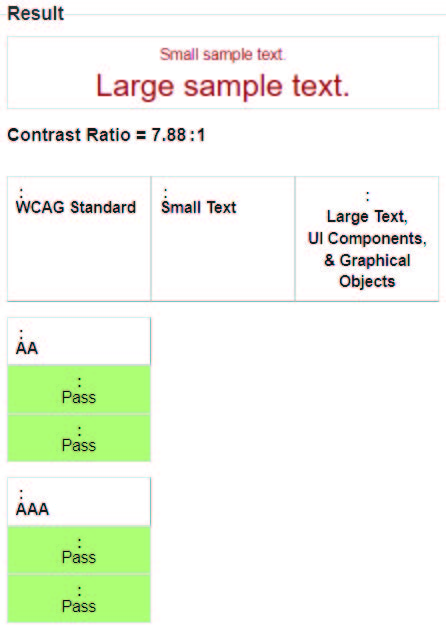 Result
Small sample text.
Large sample text.
Contrast Ratio = 7.88:1
:
WCAG Standard
:
Small Text
:
Large Text,
UI Components,
& Graphical
Objects
:
AA
:
Pass
:
Pass
:
AAA
:
Pass
:
Pass